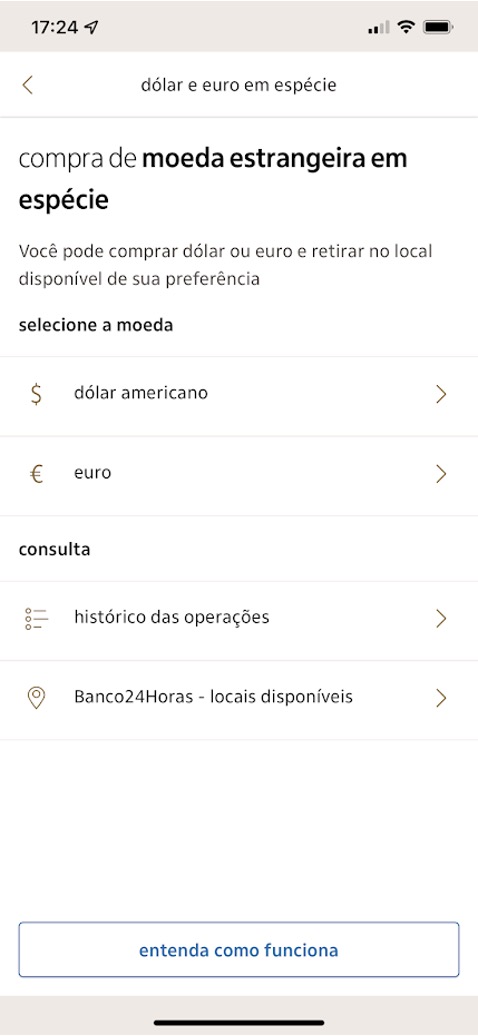 17:24
dólar e euro em espécie
compra de moeda estrangeira em
espécie
Você pode comprar dólar ou euro e retirar no local
disponível de sua preferência
selecione a moeda
$ dólar americano
€ euro
consulta
histórico das operações
Banco24Horas - locais disponíveis
entenda como funciona